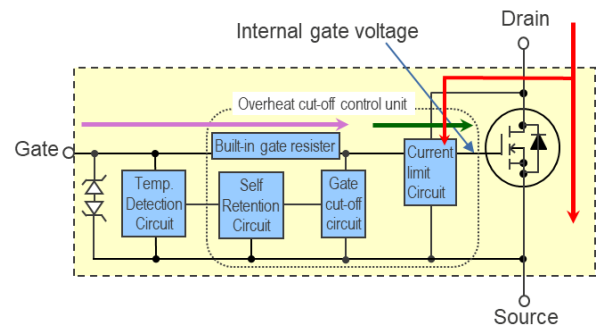 Drain
Internal gate voltage
Overheat cut-off control unit
Gate
Built-in gate resister
Current
limit
Circuit
Temp.
Detection
Circuit
Self
Retention
Circuit
Gate
cut-off
circuit
Source